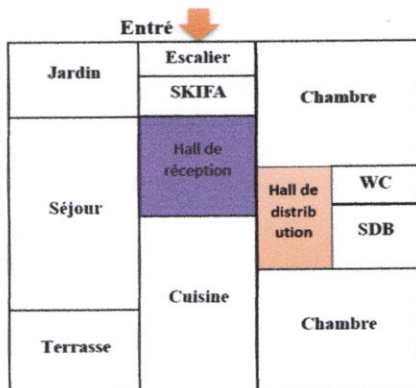 Entré
Escalier
Jardin
SKIFA
Chambre
Hall de
réception
Séjour
Hall de
distrib
ution
WC
SDB
Cuisine
Terrasse
Chambre